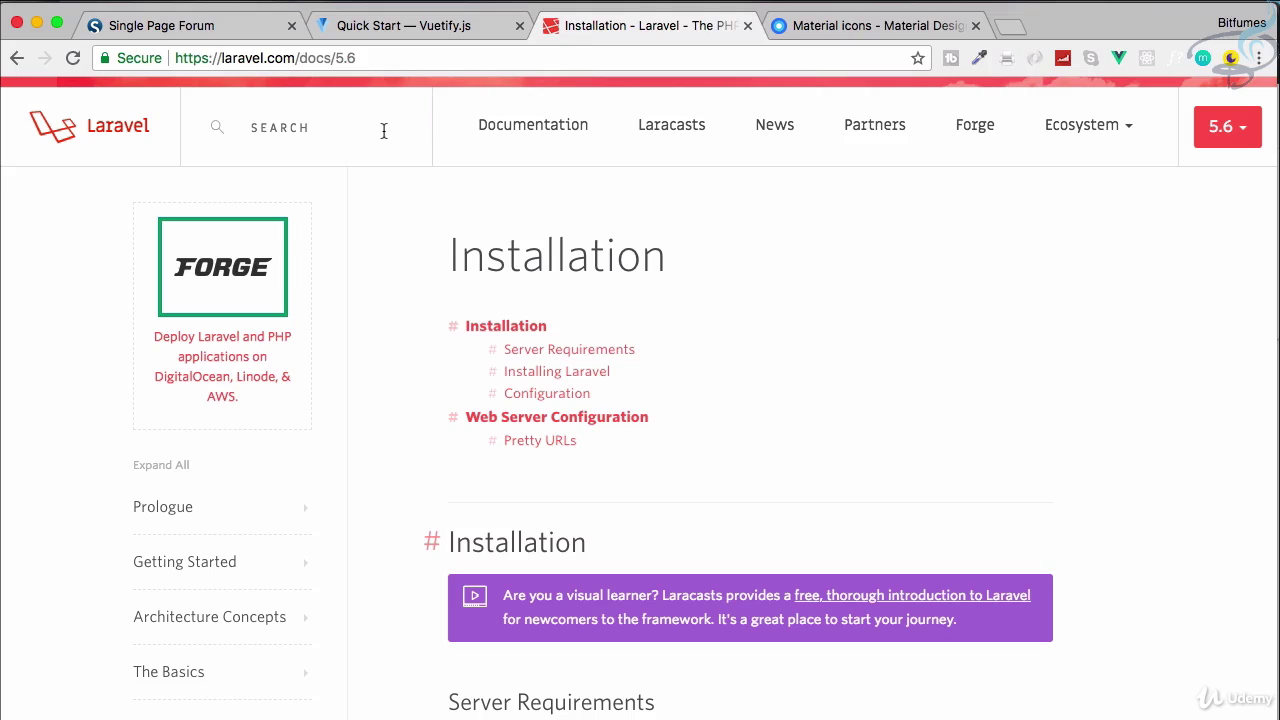 Single Page Forum
Quick Start — Vuetify.js
Installation - Laravel - The PHP
Material icons - Material Desig
Bitfumes
Secure
https://laravel.com/docs/5.6
Laravel
SEARCH
Documentation
Laracasts
News
Partners
Forge
Ecosystem
5.6
FORGE
Deploy Laravel and PHP
applications on
DigitalOcean, Linode, &
AWS.
Expand All
Prologue
Getting Started
Architecture Concepts
The Basics
Installation
# Installation
# Server Requirements
# Installing Laravel
# Configuration
# Web Server Configuration
# Pretty URLs
# Installation
Are you a visual learner? Laracasts provides a free, thorough introduction to Laravel
for newcomers to the framework. It's a great place to start your journey.
Server Requirements
Udemy